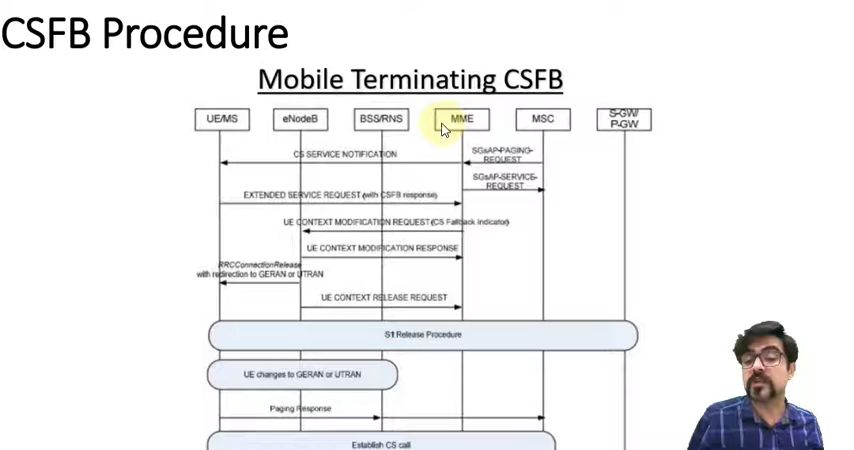 CSFB Procedure
Mobile Terminating CSFB
UE/MS eNodeB BSS/RNS MME MSC S-GW/
P-GW
CS SERVICE NOTIFICATION
SGsAP-PAGING-
REQUEST
SGsAP-SERVICE-
REQUEST
EXTENDED SERVICE REQUEST (with CSFB response)
UE CONTEXT MODIFICATION REQUEST (CS Fallback Indicator)
UE CONTEXT MODIFICATION RESPONSE
RRCConnectionRelease
with redirection to GERAN or UTRAN
UE CONTEXT RELEASE REQUEST
S1 Release Procedure
UE changes to GERAN or UTRAN
Paging Response
Establish CS call